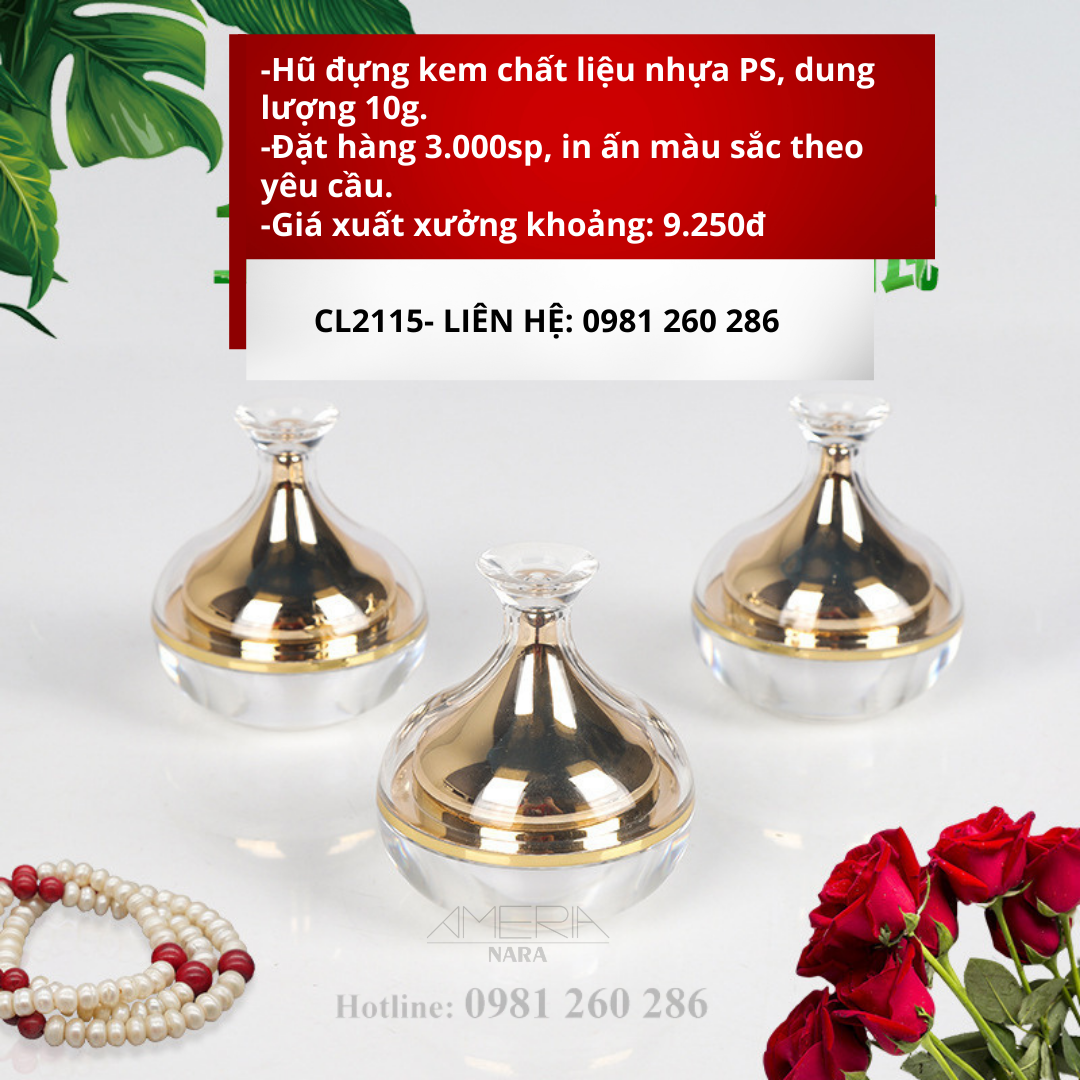 -Hũ đựng kem chất liệu nhựa PS, dung
lượng 10g.
-Đặt hàng 3.000sp, in ấn màu sắc theo
yêu cầu.
-Giá xuất xưởng khoảng: 9.250đ
CL2115- LIÊN HỆ: 0981 260 286
AMERIA
NARA
Hotline: 0981 260 286